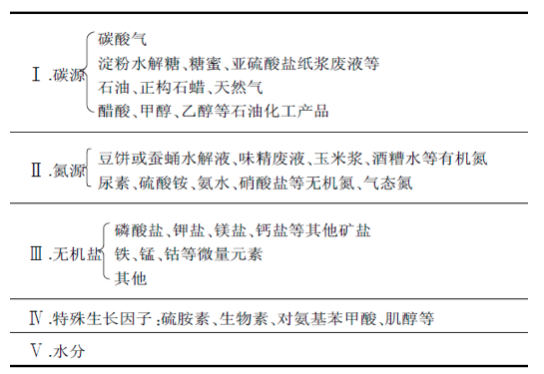 碳酸气
淀粉水解糖、糖蜜、亚硫酸盐纸浆废液等
Ⅰ.碳源
石油、正构石蜡、天然气
醋酸、甲醇、乙醇等石油化工产品
豆饼或蚕蛹水解液、味精废液、玉米浆、酒糟水等有机氮
Ⅱ.氮源
尿素、硫酸铵、氨水、硝酸盐等无机氮、气态氮
磷酸盐、钾盐、镁盐、钙盐等其他矿盐
Ⅲ.无机盐
铁、锰、钴等微量元素
其他
Ⅳ.特殊生长因子:硫胺素、生物素、对氨基苯甲酸、肌醇等
Ⅴ.水分